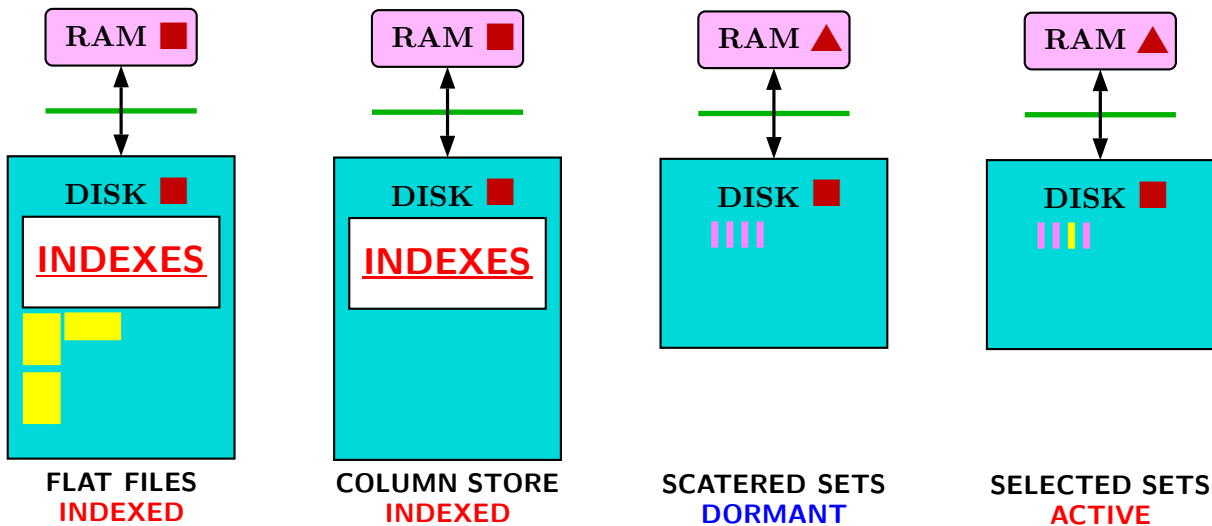 RAM
DISK
INDEXES
FLAT FILES
INDEXED
RAM
DISK
INDEXES
COLUMN STORE
INDEXED
RAM
DISK
SCATERED SETS
DORMANT
RAM
DISK
SELECTED SETS
ACTIVE